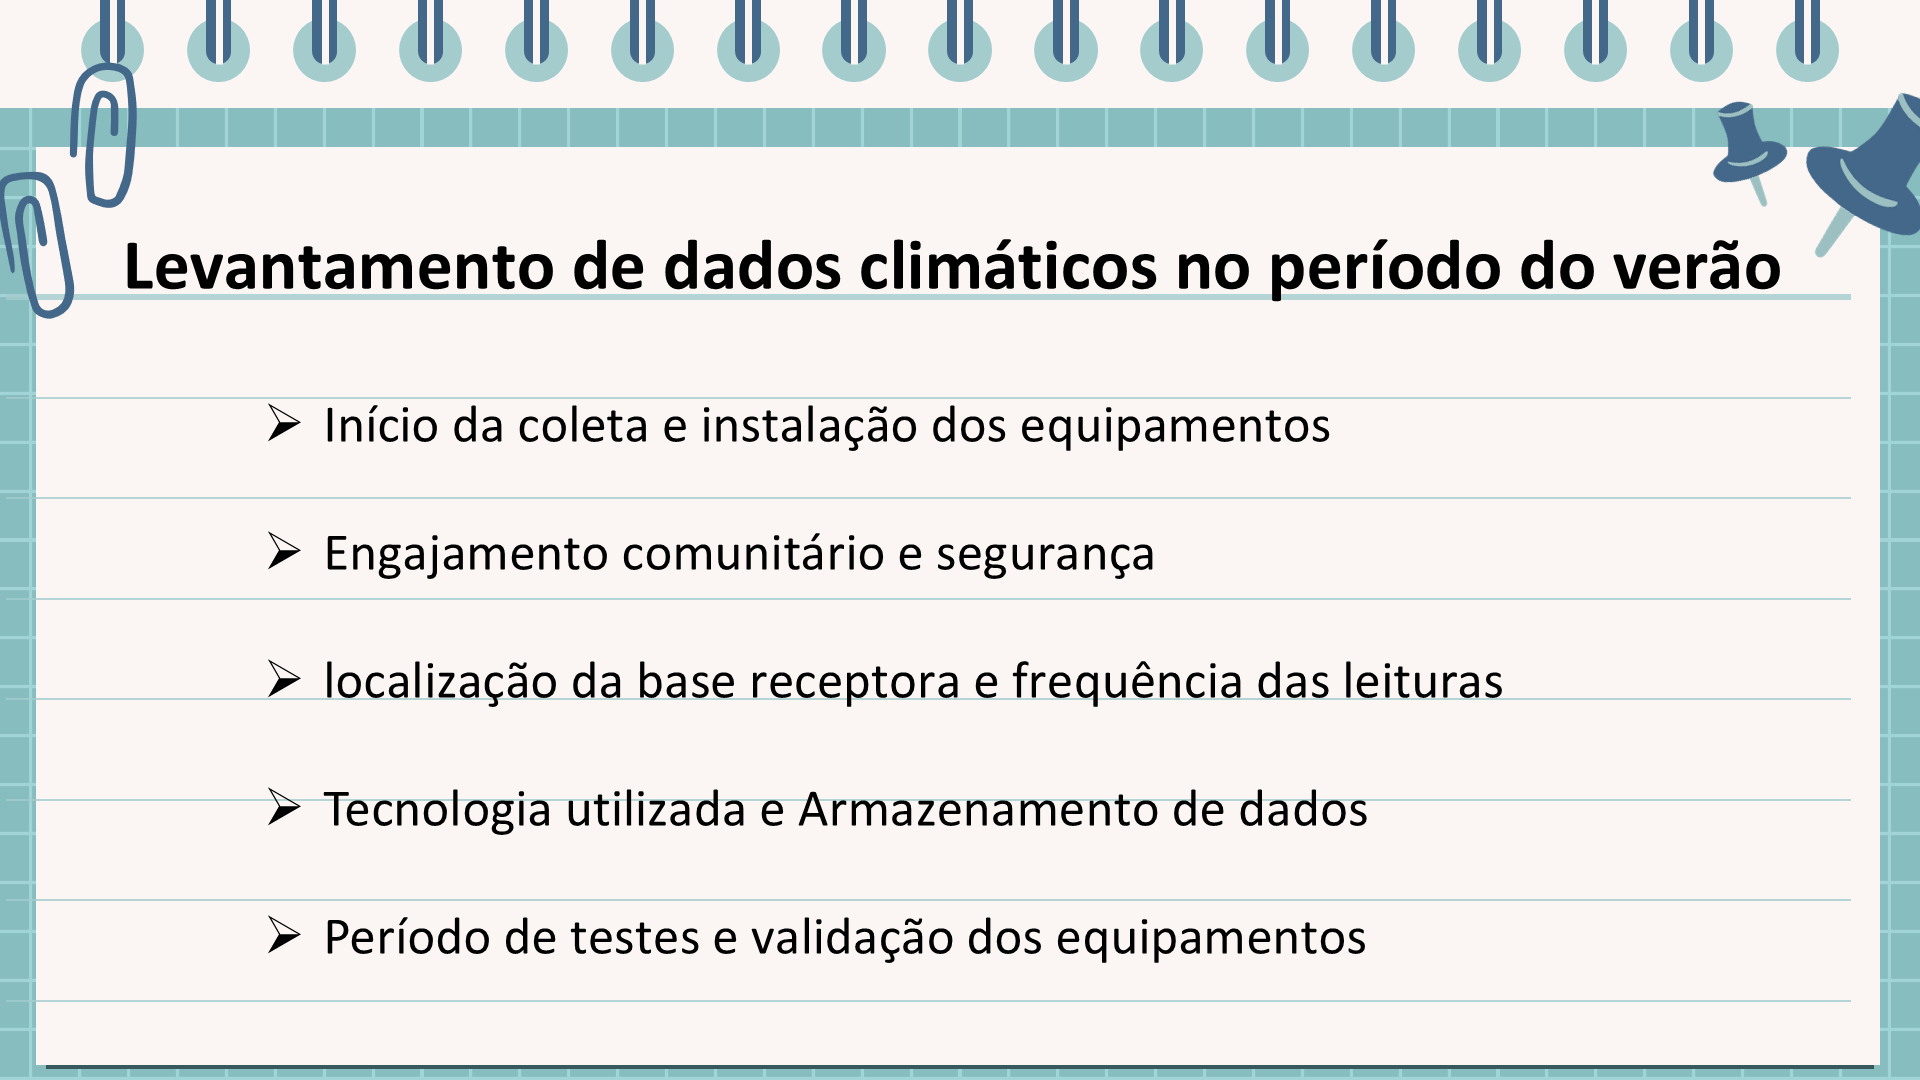 Levantamento de dados climáticos no período do verão
➢ Início da coleta e instalação dos equipamentos
➢ Engajamento comunitário e segurança
➢ localização da base receptora e frequência das leituras
➢ Tecnologia utilizada e Armazenamento de dados
➢ Período de testes e validação dos equipamentos